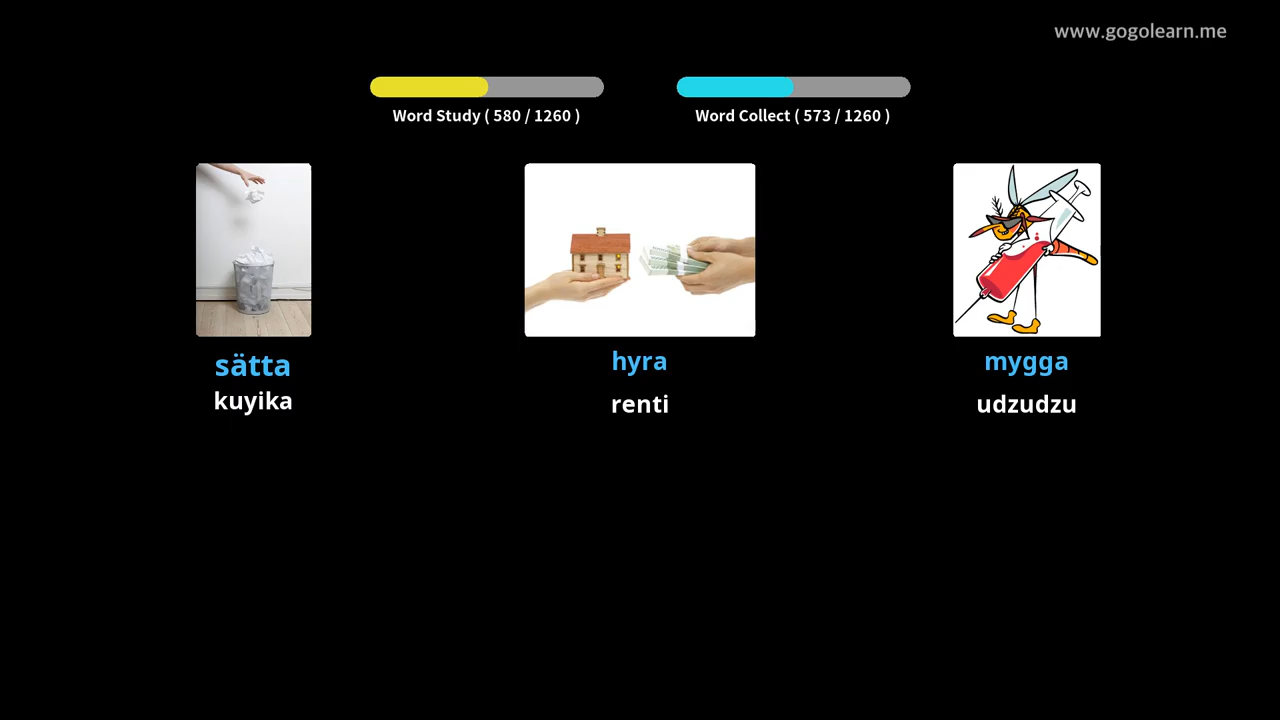 www.gogolearn.me
Word Study ( 580 / 1260 )
Word Collect ( 573 / 1260 )
sätta
kuyika
hyra
renti
mygga
udzudzu